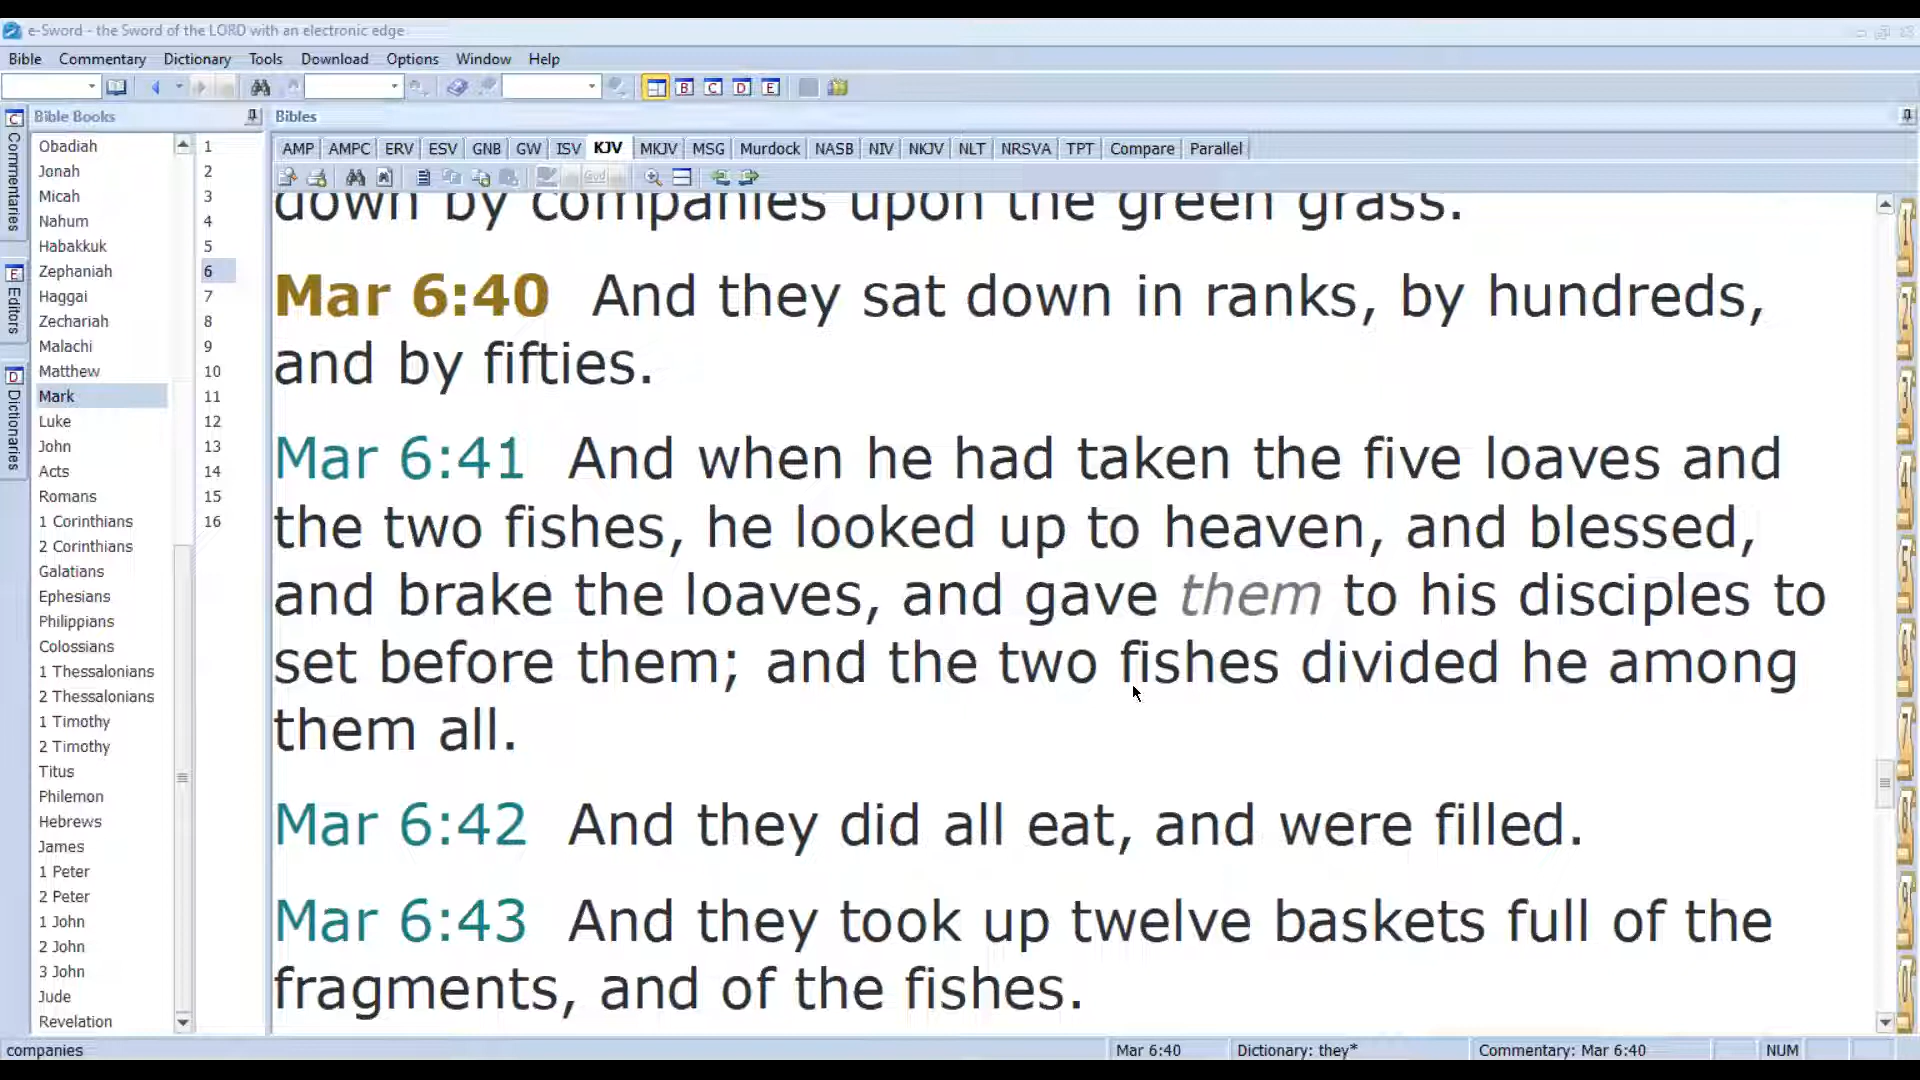 e-Sword - the Sword of the LORD with an electronic edge
Bible Commentary Dictionary Tools Download Options Window Help
B C D E
Bible Books
Bibles
C Commentaries
E Editors
D Dictionaries
AMP AMPC ERV ESV GNB GW ISV KJV MKJV MSG Murdock NASB NIV NKJV NLT NRSVA TPT Compare Parallel
Obadiah
Jonah
Micah
Nahum
Habakkuk
Zephaniah
Haggai
Zechariah
Malachi
Matthew
Mark
Luke
John
Acts
Romans
1 Corinthians
2 Corinthians
Galatians
Ephesians
Philippians
Colossians
1 Thessalonians
2 Thessalonians
1 Timothy
2 Timothy
Titus
Philemon
Hebrews
James
1 Peter
2 Peter
1 John
2 John
3 John
Jude
Revelation
1
2
3
4
5
6
7
8
9
10
11
12
13
14
15
16
down by companies upon the green grass.
Mar 6:40 And they sat down in ranks, by hundreds,
and by fifties.
Mar 6:41 And when he had taken the five loaves and
the two fishes, he looked up to heaven, and blessed,
and brake the loaves, and gave them to his disciples to
set before them; and the two fishes divided he among
them all.
Mar 6:42 And they did all eat, and were filled.
Mar 6:43 And they took up twelve baskets full of the
fragments, and of the fishes.
1
2
3
4
5
6
7
8
9
0
companies
Mar 6:40
Dictionary: they*
Commentary: Mar 6:40
NUM